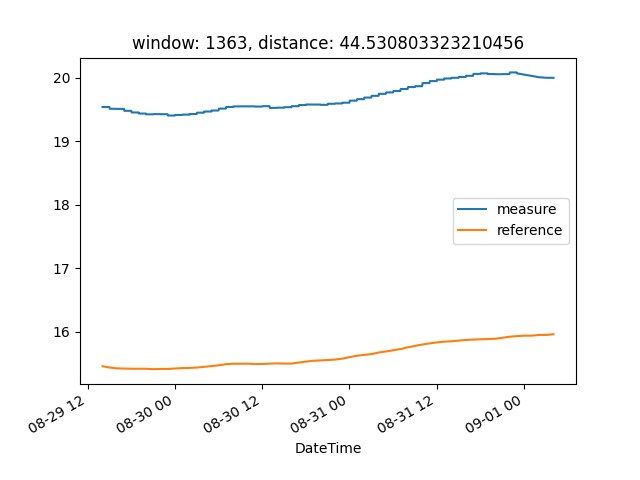 window: 1363, distance: 44.530803323210456
20
19
18
17
16
measure
reference
08-29 12
08-30 00
08-30 12
08-31 00
08-31 12
09-01 00
DateTime